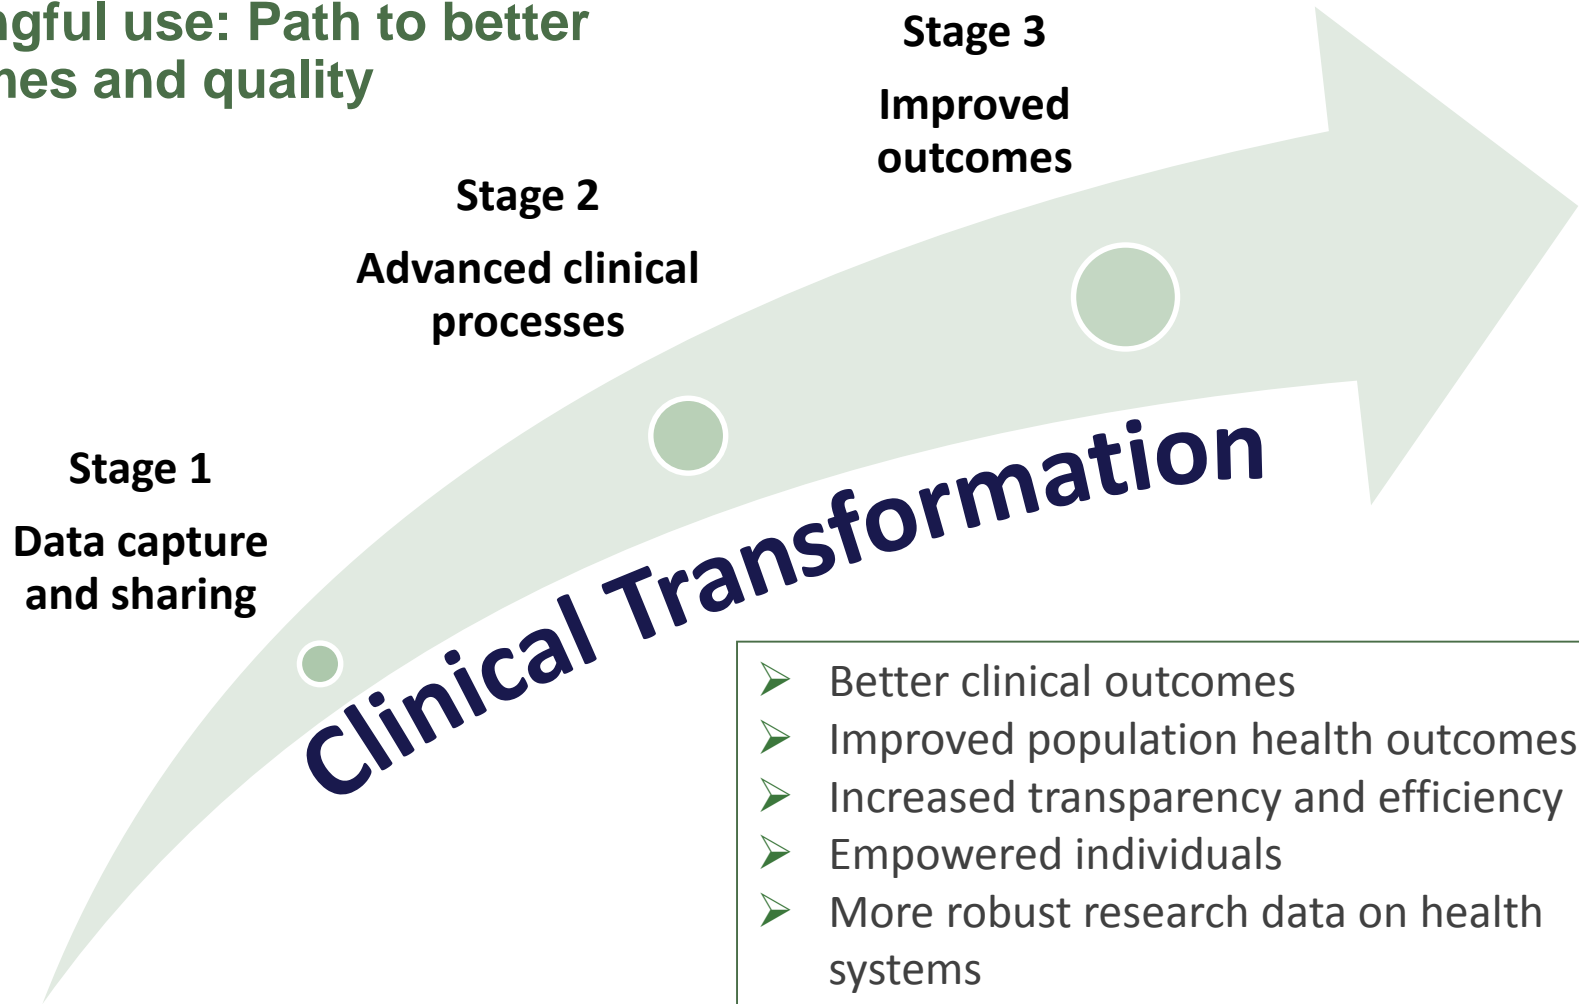 ngful use: Path to better
mes and quality
Stage 3
Improved
outcomes
Stage 2
Advanced clinical
processes
Stage 1
Data capture
and sharing
Clinical Transformation
➢ Better clinical outcomes
➢ Improved population health outcomes
➢ Increased transparency and efficiency
➢ Empowered individuals
➢ More robust research data on health
systems